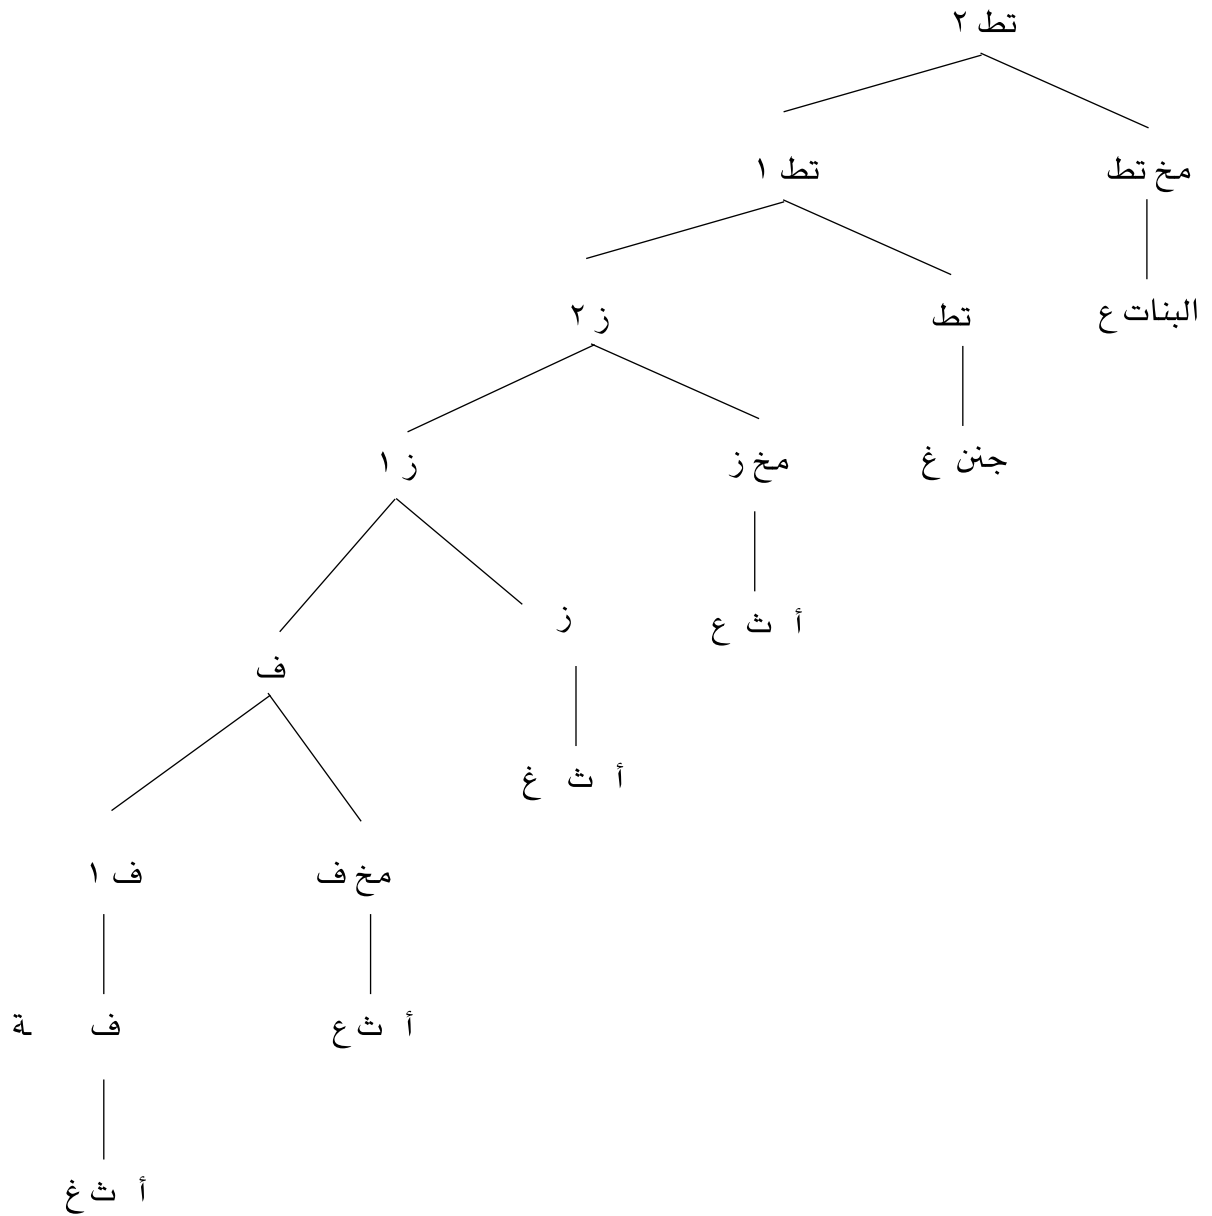 تط ٢
مخ تط
تط ١
البنات ع
تط
ز ٢
جنن غ
مخ ز
ز ١
أ ث ع
ز
ف
أ ث غ
مخ ف
ف ١
أ ث ع
ف ـة
أ ث غ